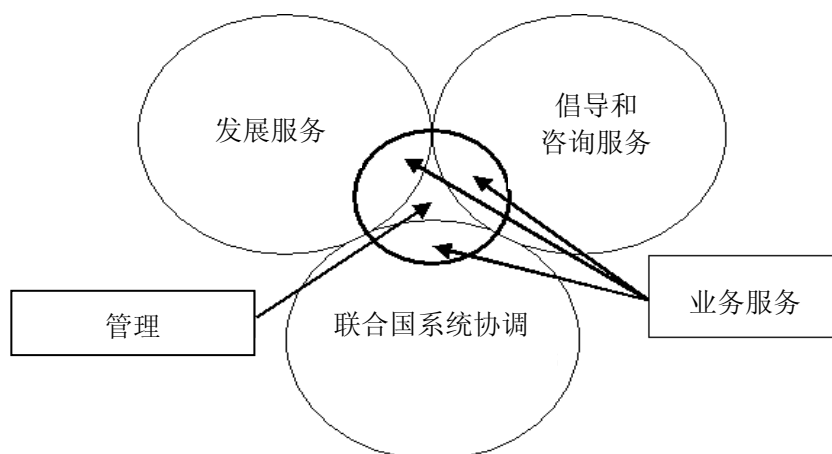 发展服务
倡导和
咨询服务
管理
联合国系统协调
业务服务